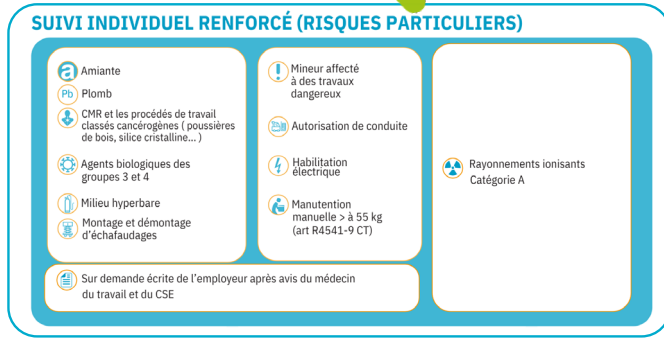 SUIVI INDIVIDUEL RENFORCÉ (RISQUES PARTICULIERS)
a
Amiante
Pb
Plomb
CMR et les procédés de travail
classés cancérogènes ( poussières
de bois, silice cristalline... )
Agents biologiques des
groupes 3 et 4
Milieu hyperbare
Montage et démontage
d'échafaudages
!
Mineur affecté
à des travaux
dangereux
Autorisation de conduite
Habilitation
électrique
Manutention
manuelle > à 55 kg
(art R4541-9 CT)
Rayonnements ionisants
Catégorie A
Sur demande écrite de l'employeur après avis du médecin
du travail et du CSE